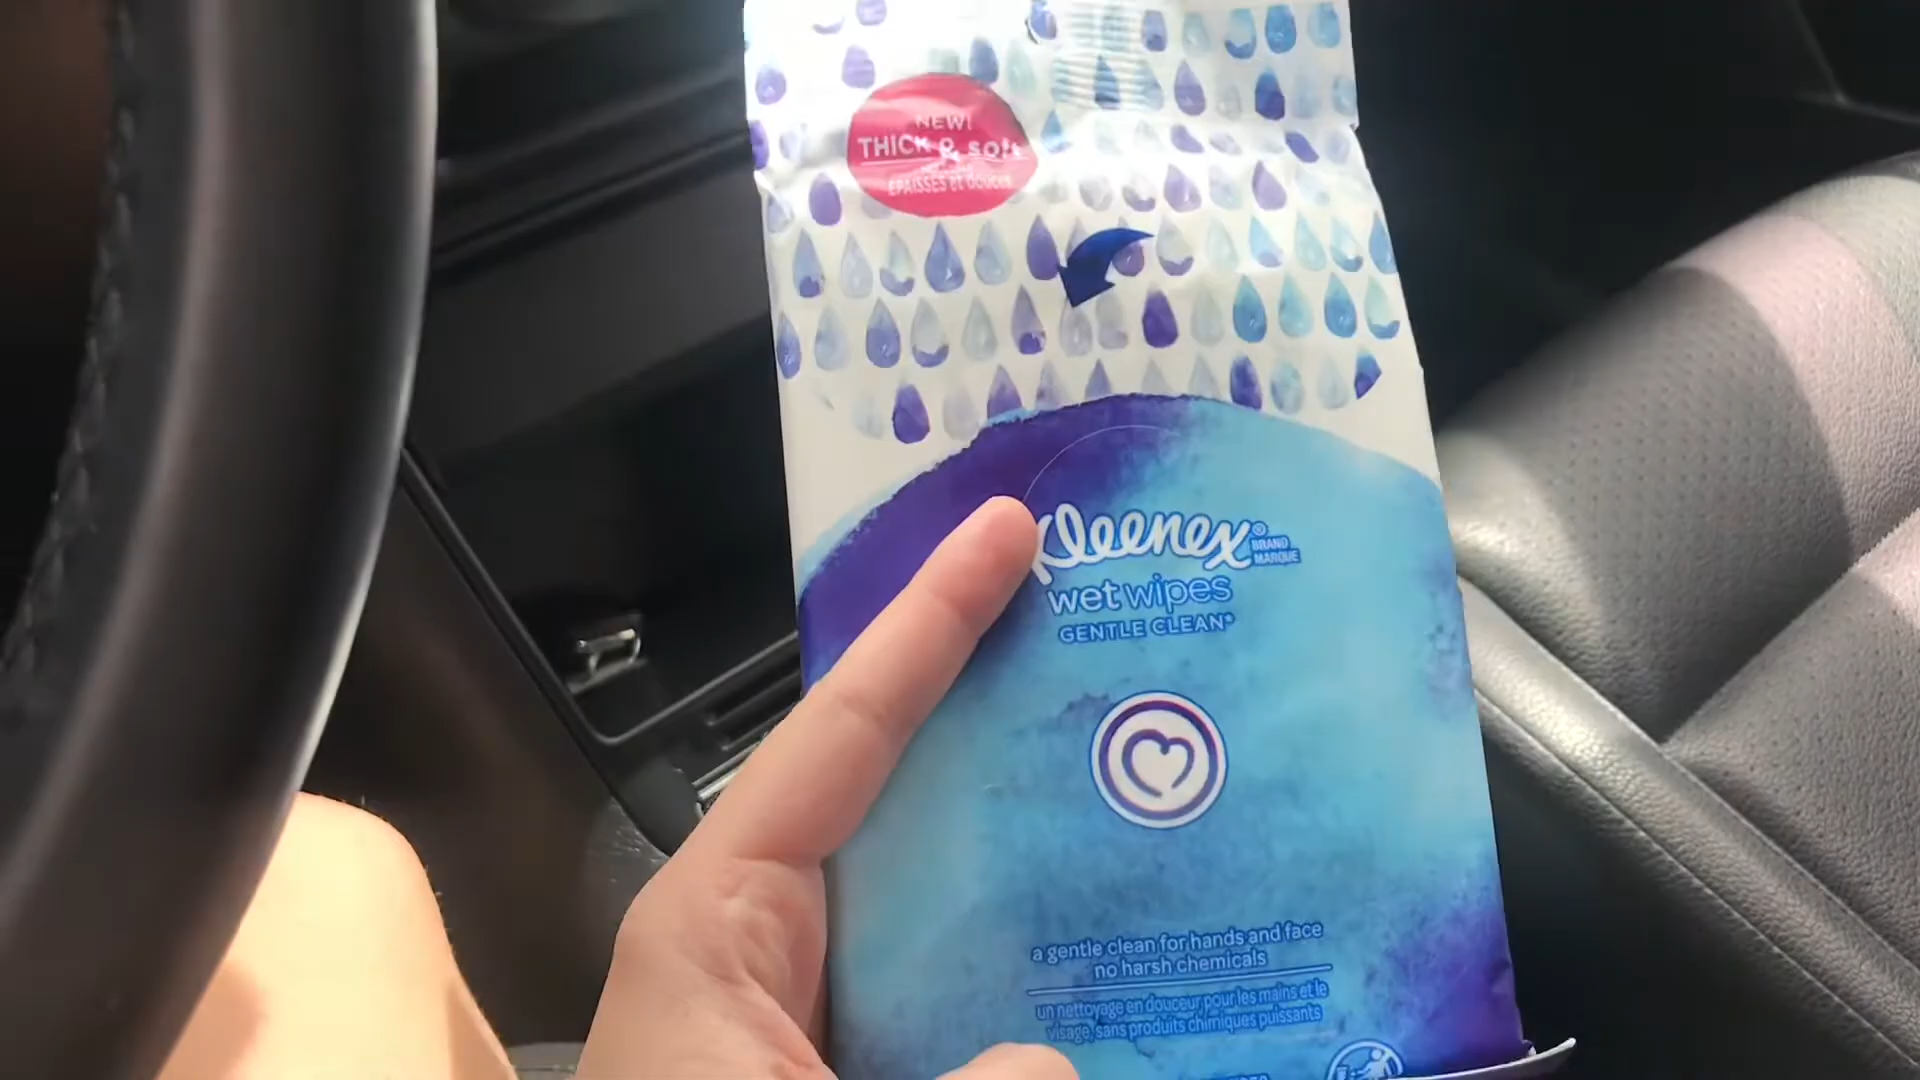 NEW!
THICK & soft
ÉPAISSES et douces
Kleenex®
BRAND
MARQUE
wet wipes
GENTLE CLEAN*
a gentle clean for hands and face
no harsh chemicals
un nettoyage en douceur pour les mains et le
visage, sans produits chimiques puissants